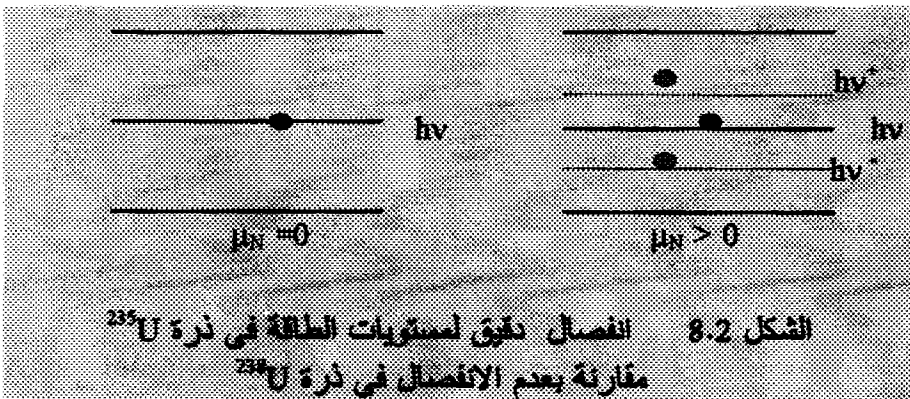 hν⁺
hν hν
hν⁻
μN =0 μN > 0
الشكل 8.2 انفصال دقيق لمستويات الطاقة في ذرة ²³⁵U
مقارنة بعدم الانفصال في ذرة ²³⁸U